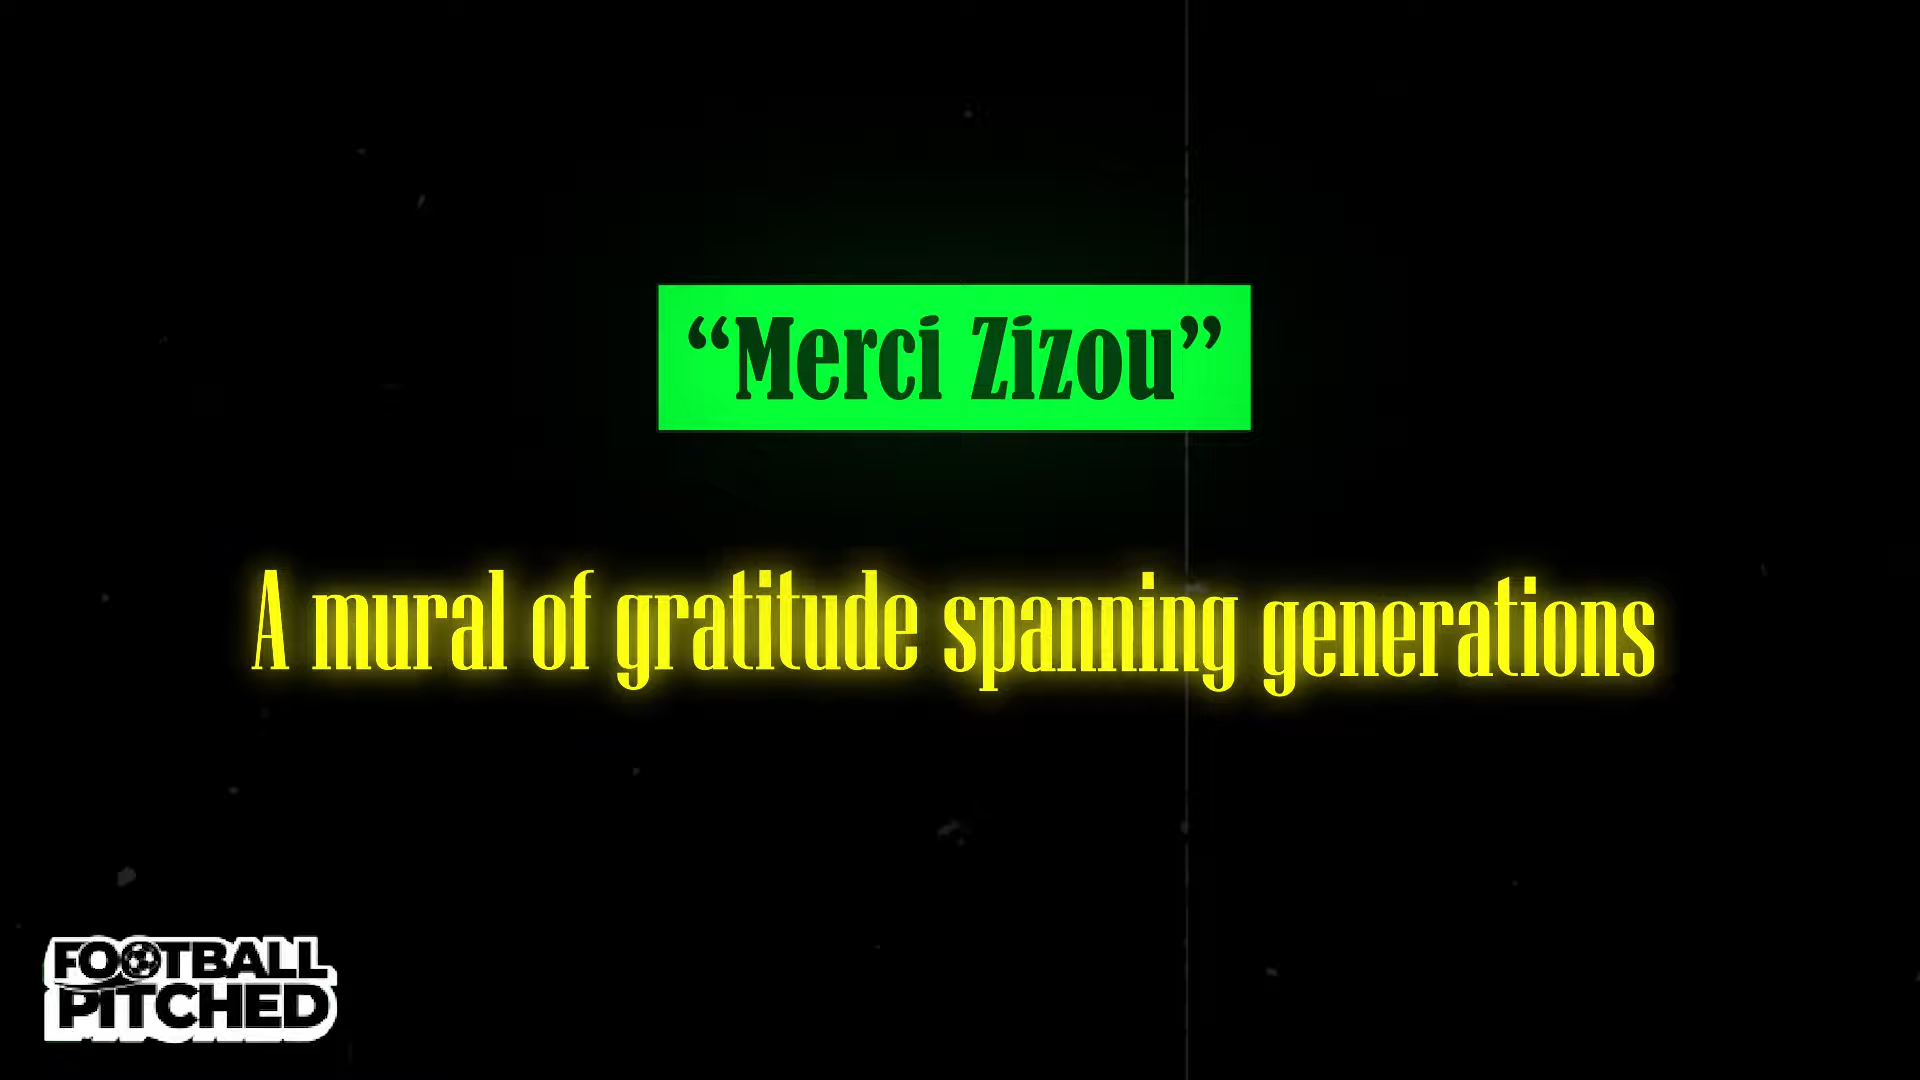 “Merci Zizou”
A mural of gratitude spanning generations
FOOTBALL
PITCHED